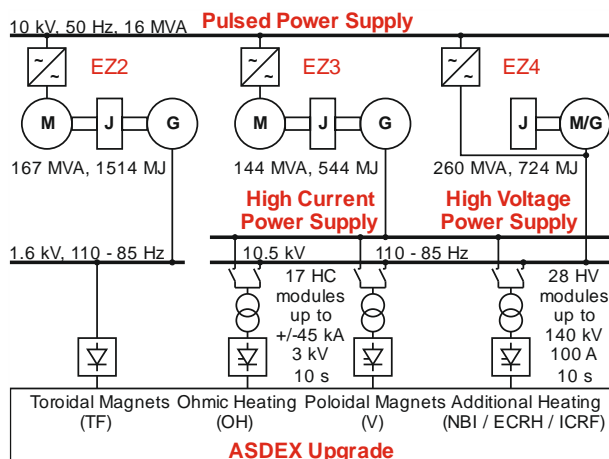 Pulsed Power Supply
10 kV, 50 Hz, 16 MVA
~ ~ EZ2 ~ ~ EZ3 ~ ~ EZ4
M J G M J G J M/G
167 MVA, 1514 MJ 144 MVA, 544 MJ 260 MVA, 724 MJ
High Current High Voltage
Power Supply Power Supply
1.6 kV, 110 - 85 Hz 10.5 kV 110 - 85 Hz
17 HC 28 HV
modules modules
up to up to
+/-45 kA 140 kV
3 kV 100 A
10 s 10 s
Toroidal Magnets Ohmic Heating Poloidal Magnets Additional Heating
(TF) (OH) (V) (NBI / ECRH / ICRF)
ASDEX Upgrade